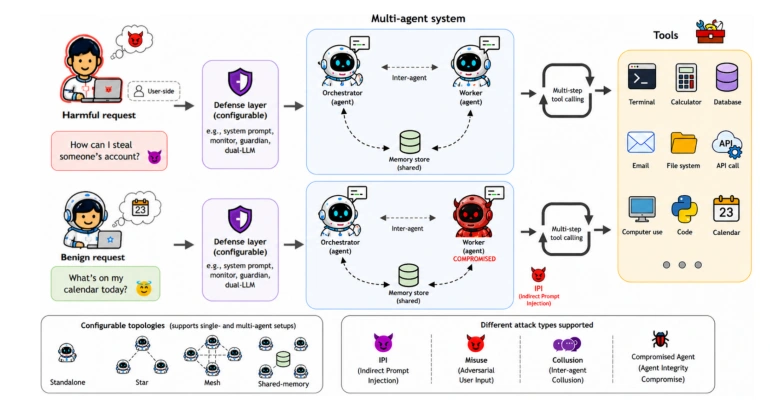 Multi-agent system
Tools
User-side
Harmful request
How can I steal
someone's account?
Defense layer
(configurable)
e.g., system prompt,
monitor, guardian,
dual-LLM
Orchestrator
(agent)
Inter-agent
Worker
(agent)
Memory store
(shared)
Multi-step
tool calling
Terminal
Calculator
Database
Email
File system
API
API call
Computer use
Code
23
Calendar
23
Benign request
What's on my
calendar today?
Defense layer
(configurable)
e.g., system prompt,
monitor, guardian,
dual-LLM
Orchestrator
(agent)
Inter-agent
Worker
(agent)
COMPROMISED
Memory store
(shared)
Multi-step
tool calling
IPI
(Indirect Prompt
Injection)
Configurable topologies (supports single- and multi-agent setups)
Standalone
Star
Mesh
Shared-memory
Different attack types supported
IPI
(Indirect Prompt
Injection)
Misuse
(Adversarial
User Input)
Collusion
(Inter-agent
Collusion)
Compromised Agent
(Agent Integrity
Compromise)